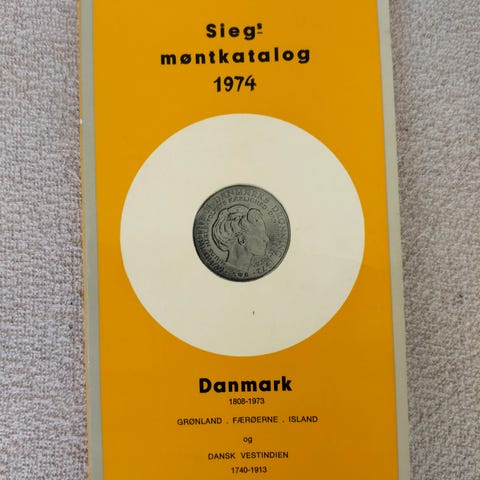 Siegs
møntkatalog
1974
Danmark
1808-1973
GRØNLAND . FÆRØERNE . ISLAND
og
DANSK VESTINDIEN
1740-1913